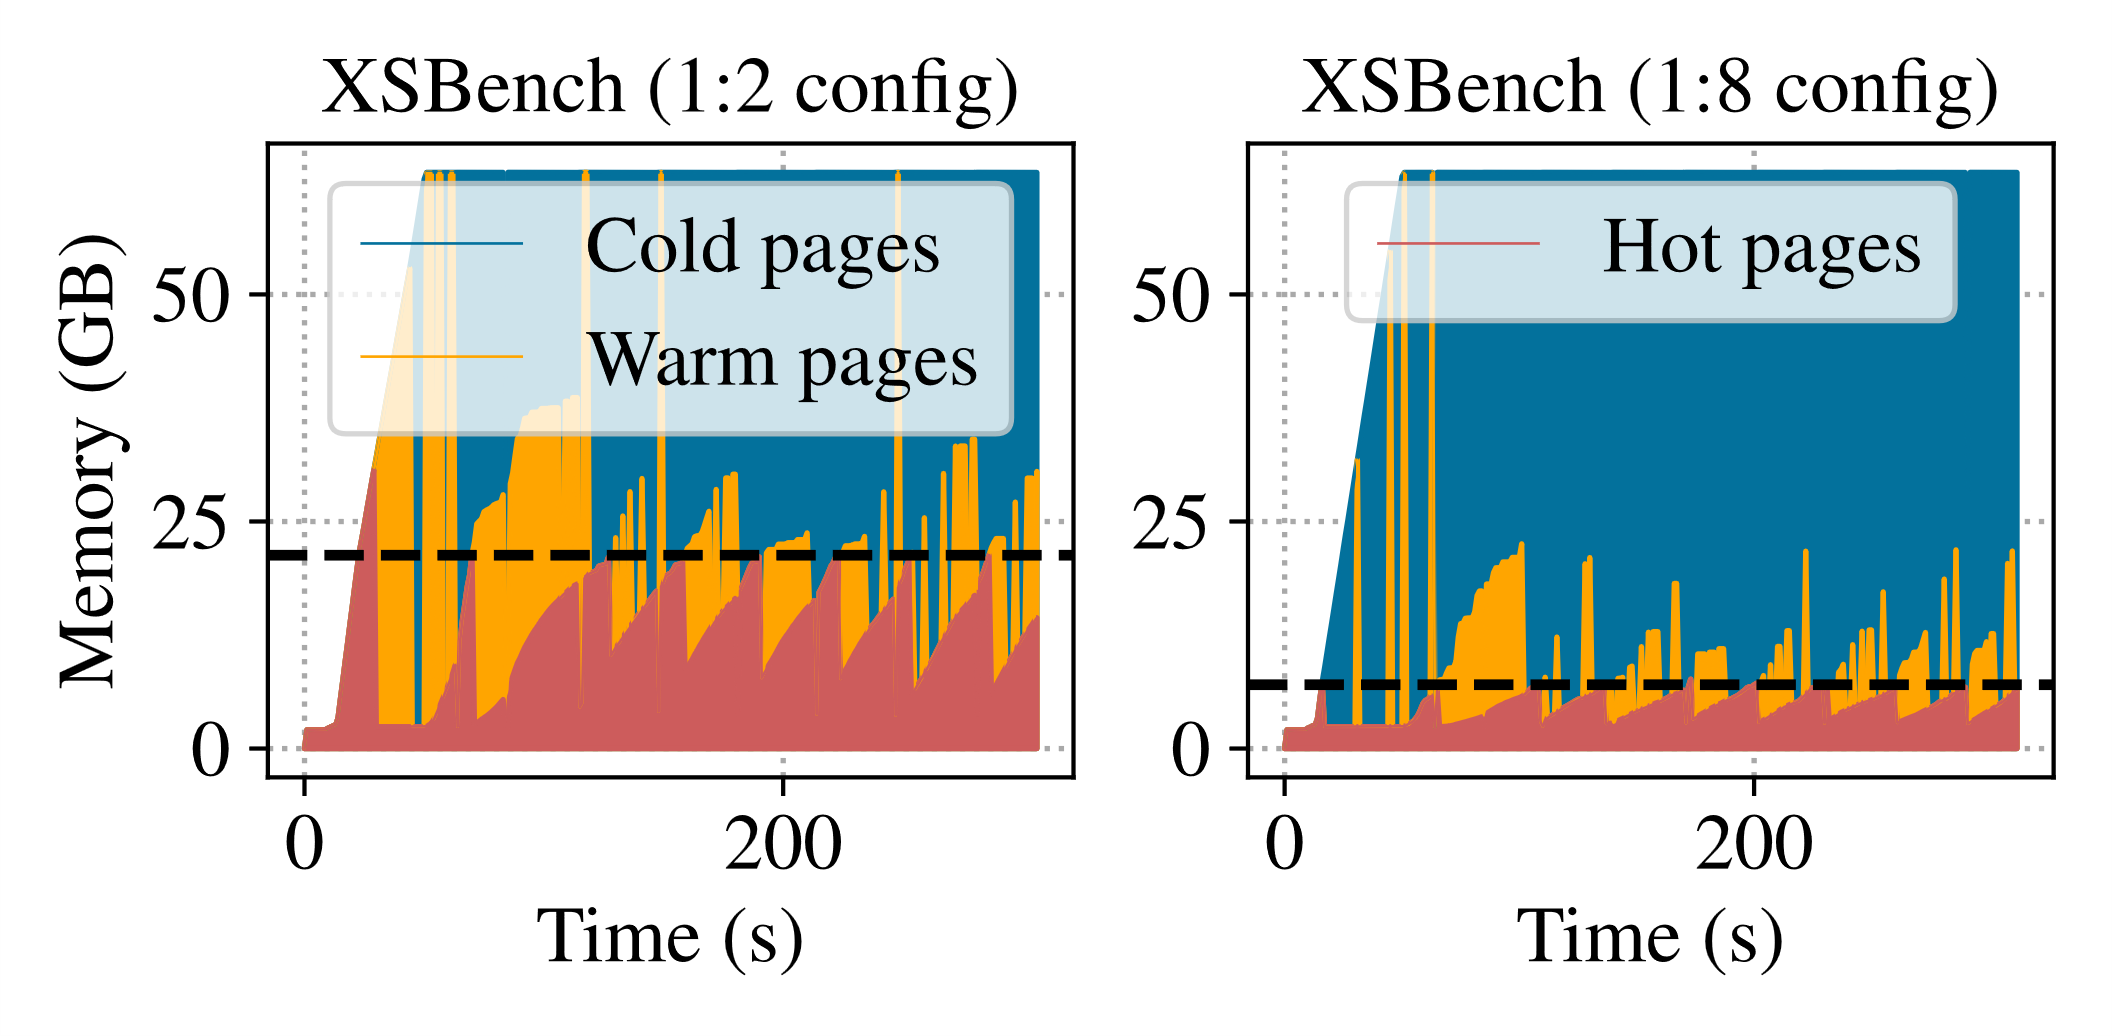 XSBench (1:2 config)
Cold pages
Warm pages
Memory (GB)
50
25
0
0
200
Time (s)
XSBench (1:8 config)
Hot pages
50
25
0
0
200
Time (s)